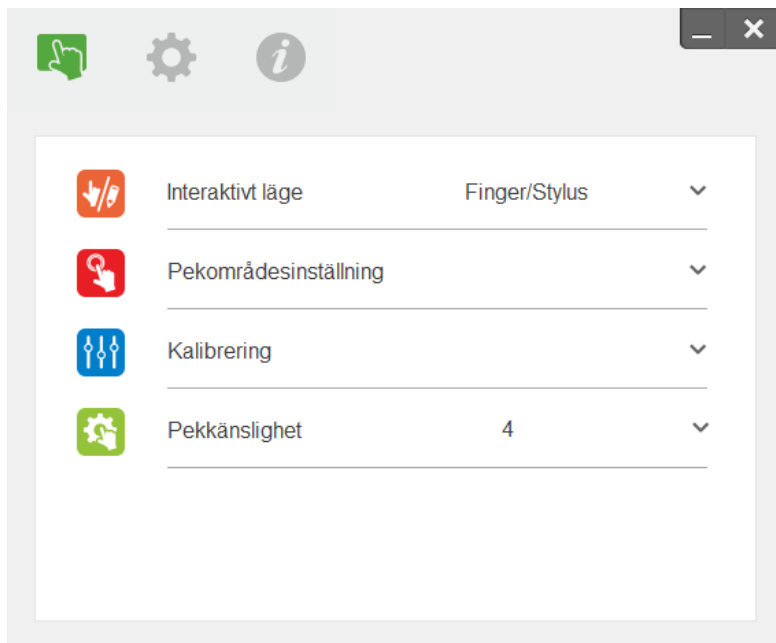 Interaktivt läge Finger/Stylus
Pekområdesinställning
Kalibrering
Pekkänslighet 4